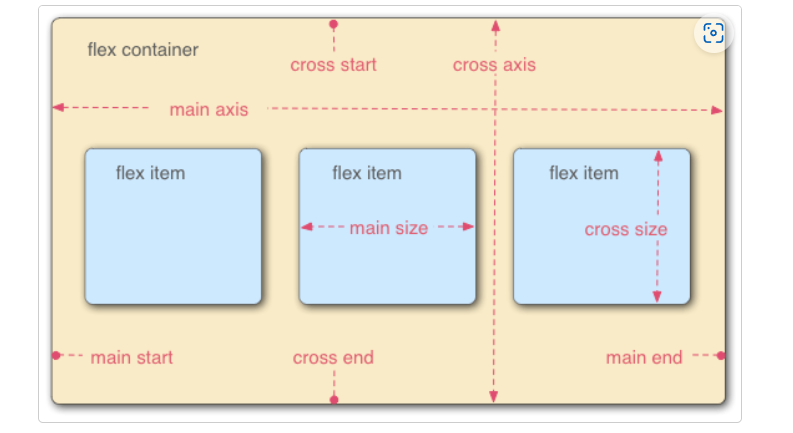 flex container
cross start
cross axis
main axis
flex item
flex item
flex item
main size
cross size
main start
cross end
main end